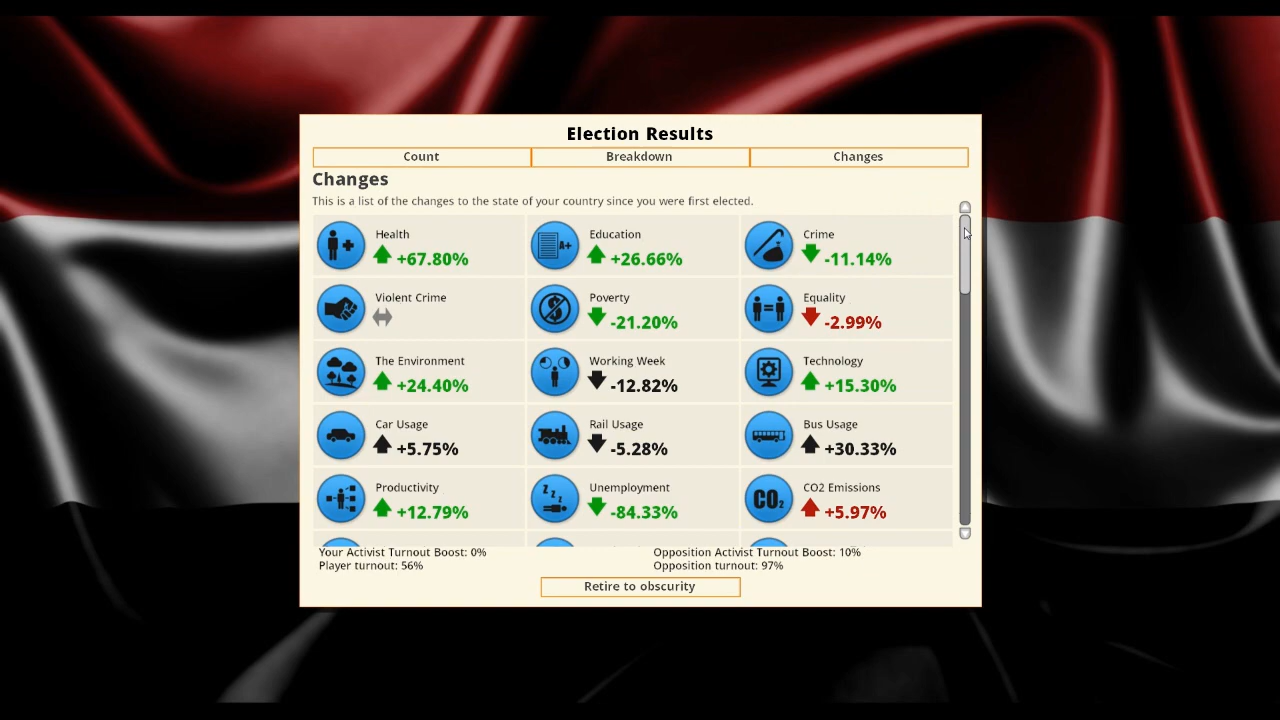 Election Results
Count Breakdown Changes
Changes
This is a list of the changes to the state of your country since you were first elected.
Health Education Crime
+67.80% A+ +26.66% -11.14%
Violent Crime Poverty Equality
-21.20% -2.99%
The Environment Working Week Technology
+24.40% -12.82% +15.30%
Car Usage Rail Usage Bus Usage
+5.75% -5.28% +30.33%
Productivity Unemployment CO2 Emissions
+12.79% z z z -84.33% CO2 +5.97%
Your Activist Turnout Boost: 0% Opposition Activist Turnout Boost: 10%
Player turnout: 56% Opposition turnout: 97%
Retire to obscurity